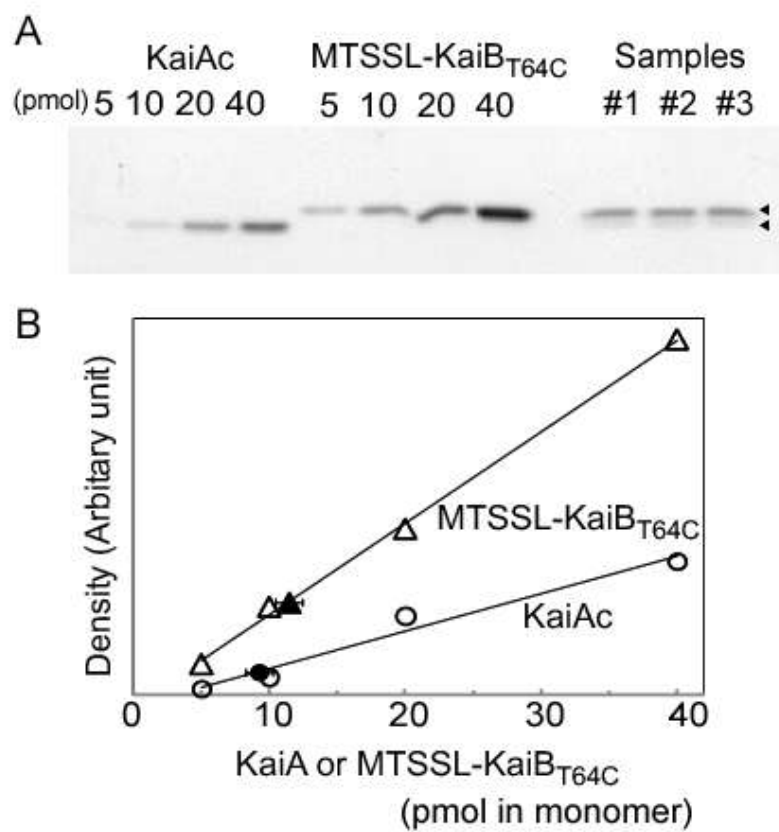 A
KaiAc MTSSL-KaiBT64C Samples
(pmol) 5 10 20 40 5 10 20 40 #1 #2 #3
B
Density (Arbitary unit)
MTSSL-KaiBT64C
KaiAc
0 10 20 30 40
KaiA or MTSSL-KaiBT64C
(pmol in monomer)